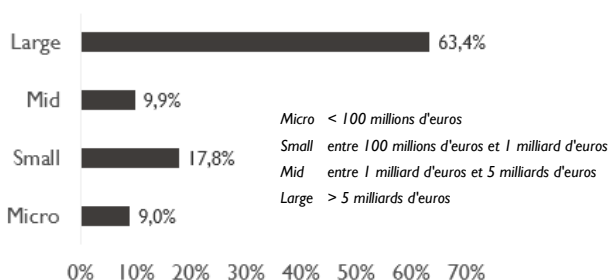 Large 63,4%
Mid 9,9%
Micro < 100 millions d'euros
Small entre 100 millions d'euros et 1 milliard d'euros
Small 17,8%
Mid entre 1 milliard d'euros et 5 milliards d'euros
Large > 5 milliards d'euros
Micro 9,0%
0% 10% 20% 30% 40% 50% 60% 70%